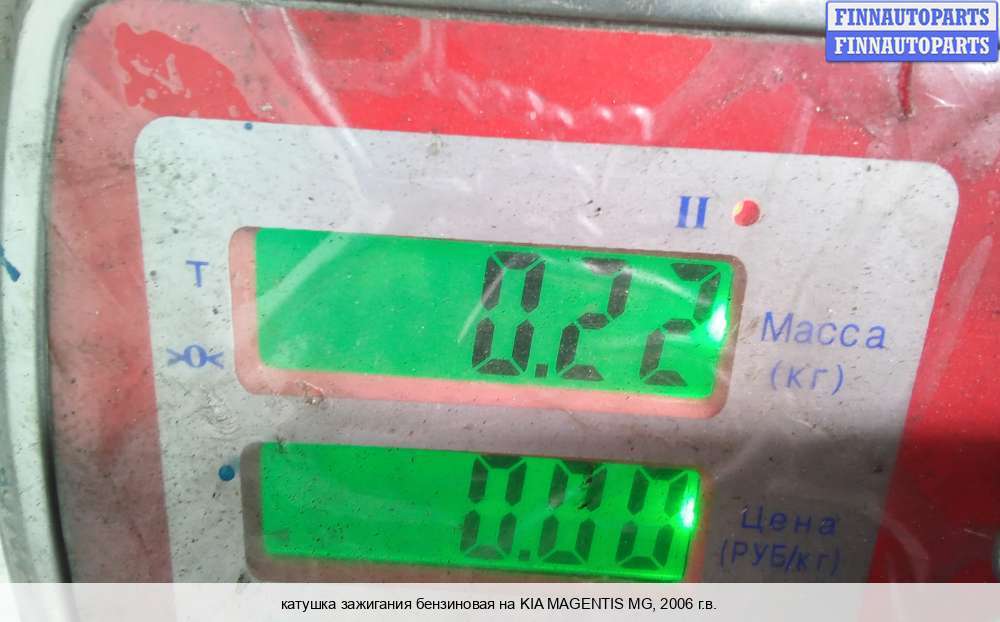 FINNAUTOPARTS
FINNAUTOPARTS
II
T
0.22
Масса
(кг)
>0<
0.00
Цена
(РУБ/кг)
катушка зажигания бензиновая на KIA MAGENTIS MG, 2006 г.в.